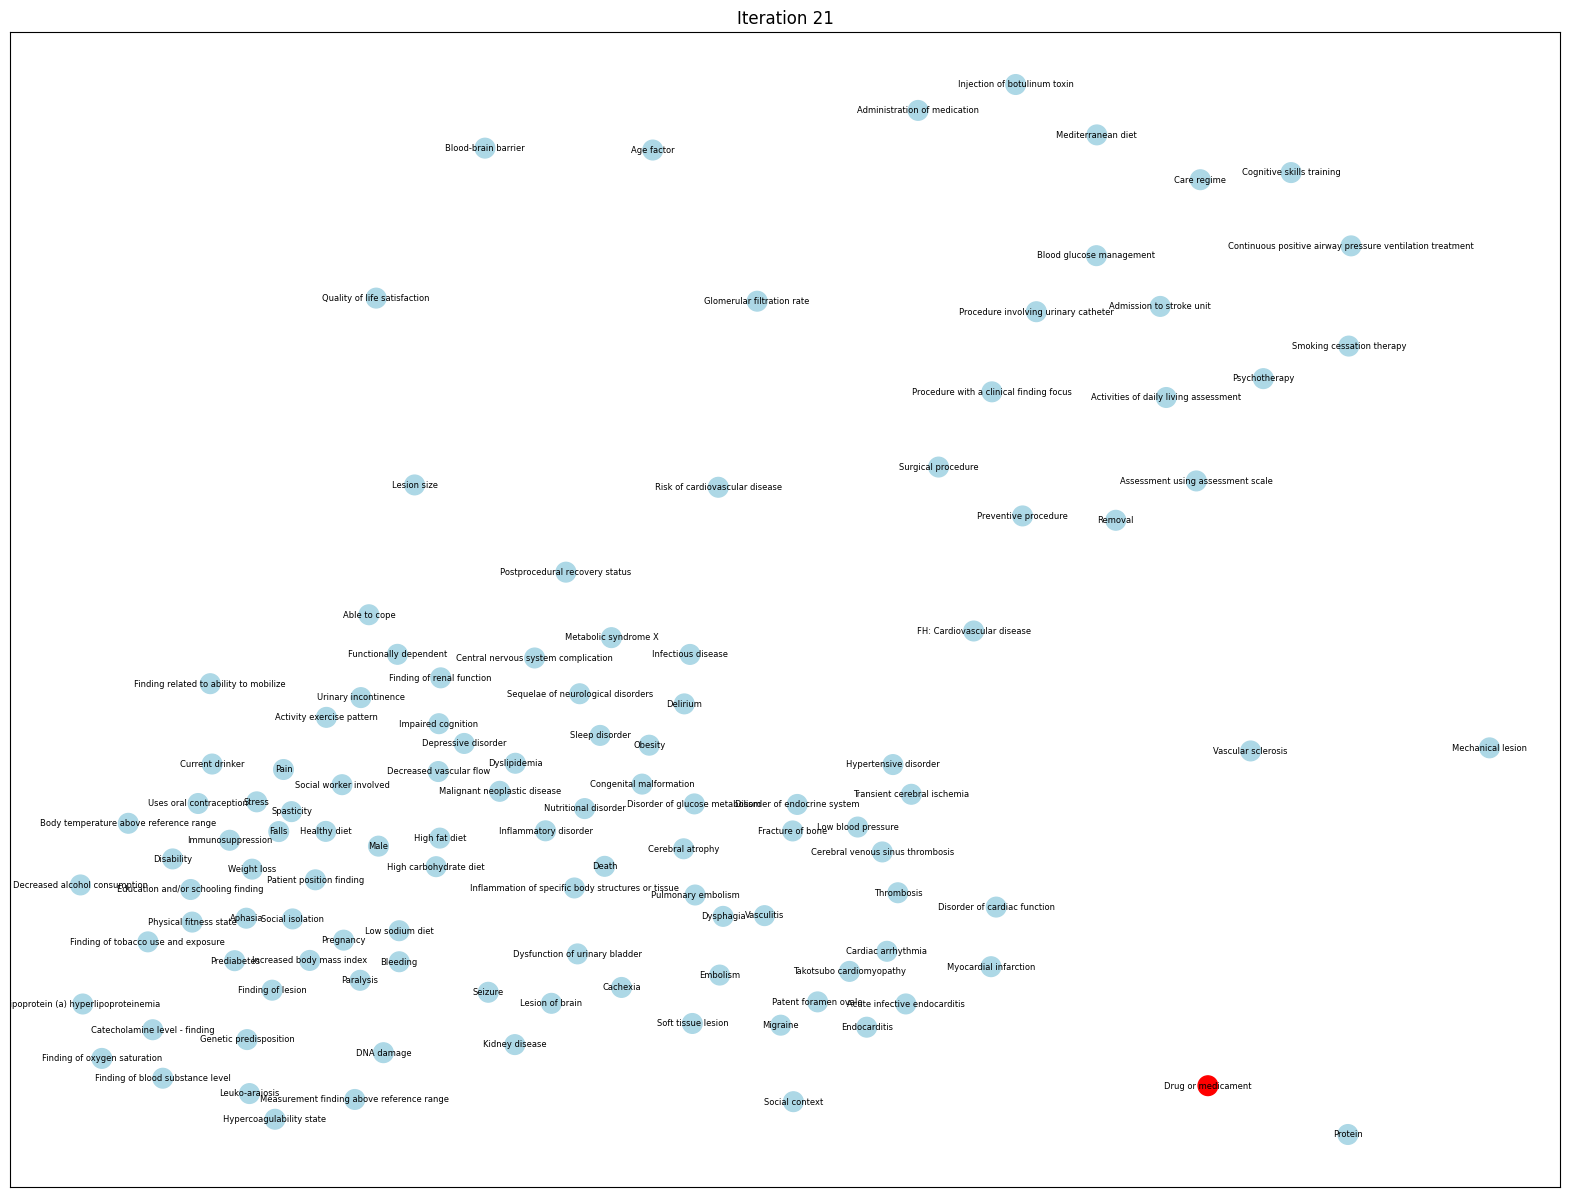 Iteration 21
Injection of botulinum toxin
Administration of medication
Mediterranean diet
Blood-brain barrier
Age factor
Cognitive skills training
Care regime
Continuous positive airway pressure ventilation treatment
Blood glucose management
Quality of life satisfaction
Glomerular filtration rate
Admission to stroke unit
Procedure involving urinary catheter
Smoking cessation therapy
Psychotherapy
Procedure with a clinical finding focus
Activities of daily living assessment
Surgical procedure
Assessment using assessment scale
Lesion size
Risk of cardiovascular disease
Preventive procedure
Removal
Postprocedural recovery status
Able to cope
FH: Cardiovascular disease
Metabolic syndrome X
Functionally dependent
Central nervous system complication
Infectious disease
Finding of renal function
Finding related to ability to mobilize
Sequelae of neurological disorders
Urinary incontinence
Delirium
Activity exercise pattern
Impaired cognition
Sleep disorder
Depressive disorder
Obesity
Mechanical lesion
Vascular sclerosis
Current drinker
Dyslipidemia
Hypertensive disorder
Pain
Decreased vascular flow
Social worker involved
Congenital malformation
Malignant neoplastic disease
Transient cerebral ischemia
Uses oral contraception
Stress
Disorder of glucose metabolism
Disorder of endocrine system
Nutritional disorder
Spasticity
Body temperature above reference range
Low blood pressure
Falls
Healthy diet
Inflammatory disorder
Fracture of bone
High fat diet
Immunosuppression
Male
Cerebral atrophy
Cerebral venous sinus thrombosis
Disability
Death
High carbohydrate diet
Weight loss
Patient position finding
Decreased alcohol consumption
Education and/or schooling finding
Inflammation of specific body structures or tissue
Thrombosis
Pulmonary embolism
Disorder of cardiac function
Dysphagia
Vasculitis
Aphasia
Social isolation
Physical fitness state
Low sodium diet
Pregnancy
Finding of tobacco use and exposure
Cardiac arrhythmia
Dysfunction of urinary bladder
Prediabetes
Increased body mass index
Bleeding
Myocardial infarction
Takotsubo cardiomyopathy
Embolism
Paralysis
Cachexia
Finding of lesion
Seizure
Patent foramen ovale
Lesion of brain
Acute infective endocarditis
ipoprotein (a) hyperlipoproteinemia
Soft tissue lesion
Migraine
Endocarditis
Catecholamine level - finding
Genetic predisposition
Kidney disease
DNA damage
Finding of oxygen saturation
Finding of blood substance level
Drug or medicament
Leuko-araiosis
Measurement finding above reference range
Social context
Hypercoagulability state
Protein